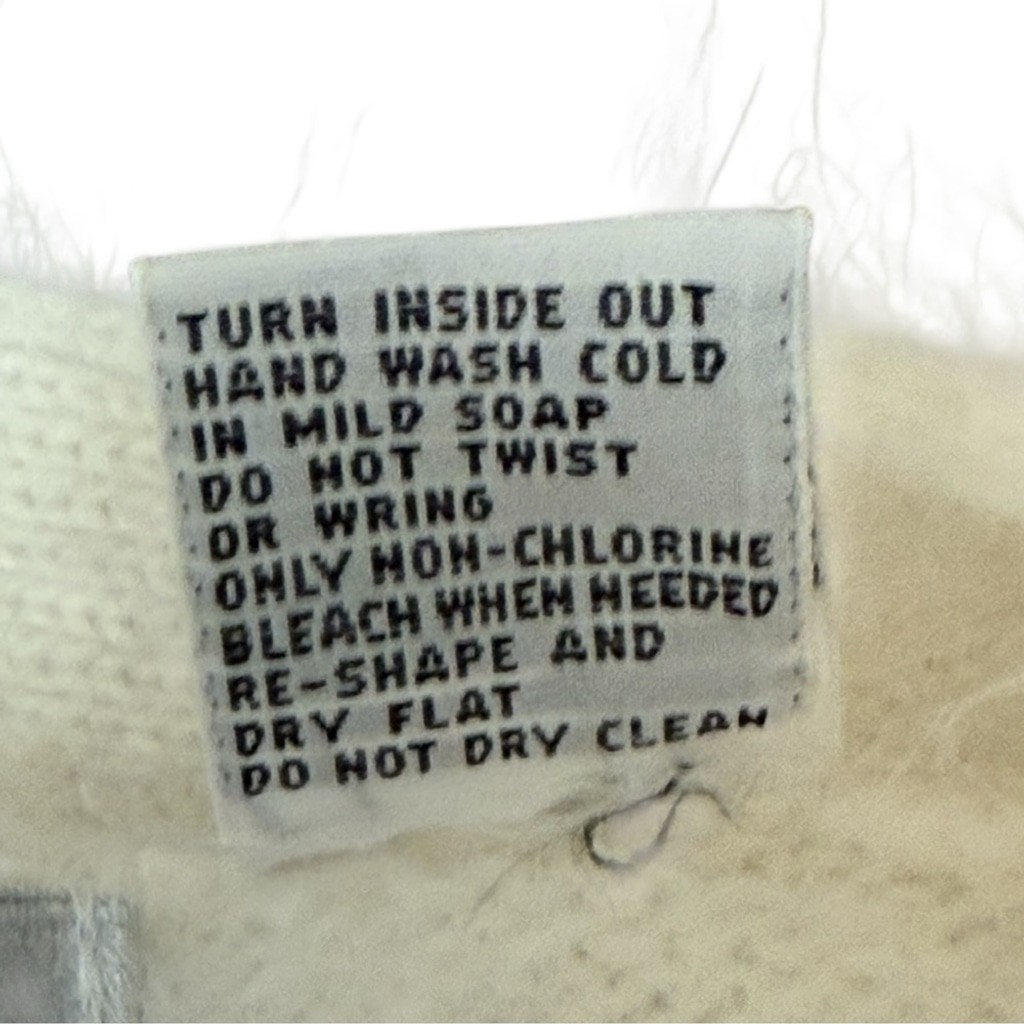 TURN INSIDE OUT
HAND WASH COLD
IN MILD SOAP
DO NOT TWIST
OR WRING
ONLY NON-CHLORINE
BLEACH WHEN NEEDED
RE-SHAPE AND
DRY FLAT
DO NOT DRY CLEAN